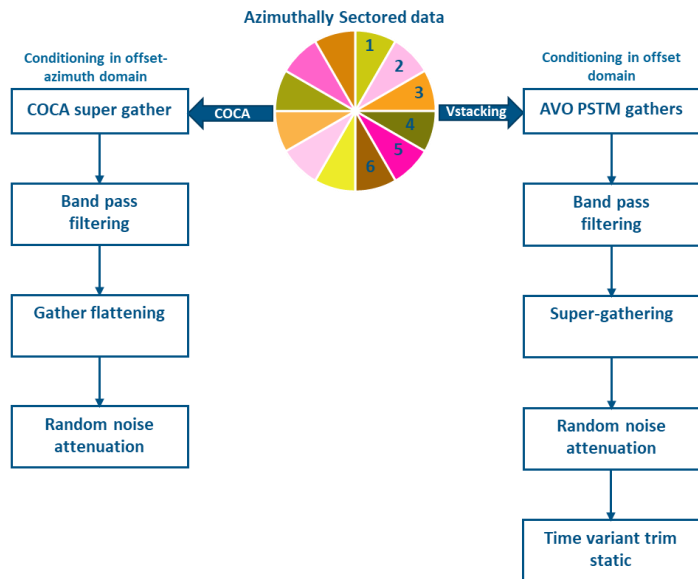 Azimuthally Sectored data
Conditioning in offset-
azimuth domain
COCA super gather
Band pass
filtering
Gather flattening
Random noise
attenuation
COCA
1
2
3
4
5
6
Vstacking
Conditioning in offset
domain
AVO PSTM gathers
Band pass
filtering
Super-gathering
Random noise
attenuation
Time variant trim
static